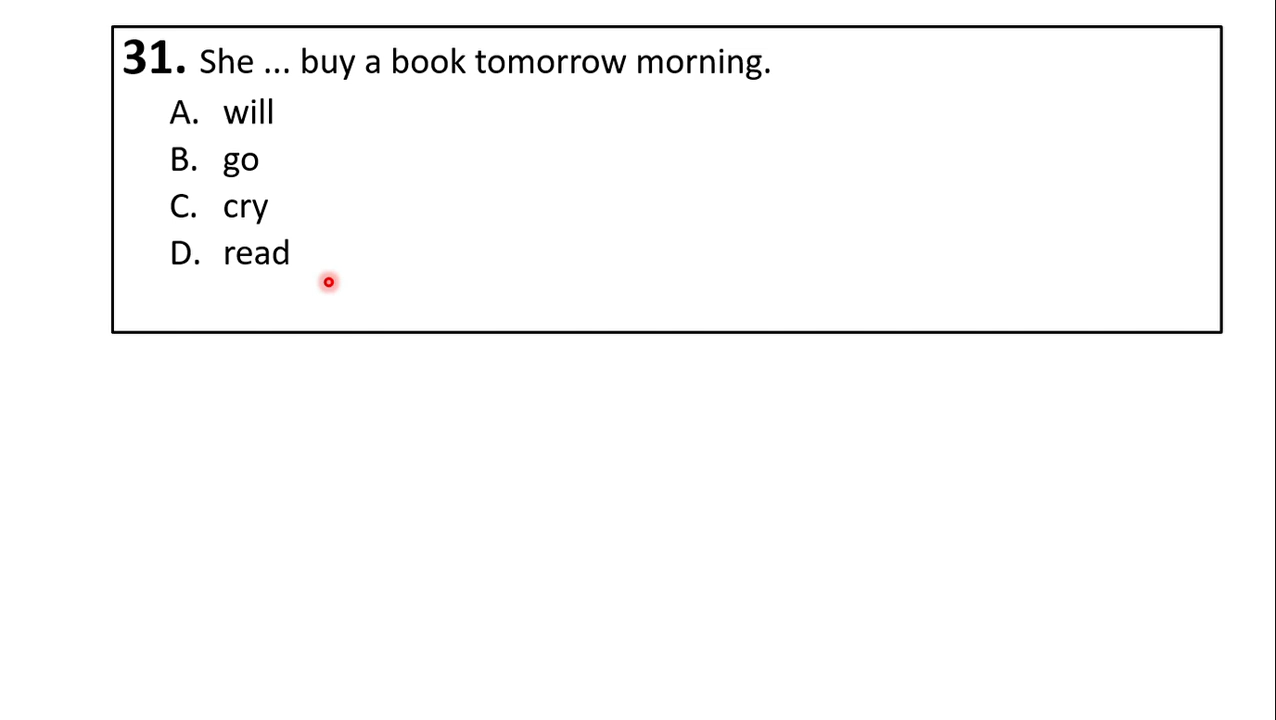 31. She ... buy a book tomorrow morning.
A. will
B. go
C. cry
D. read